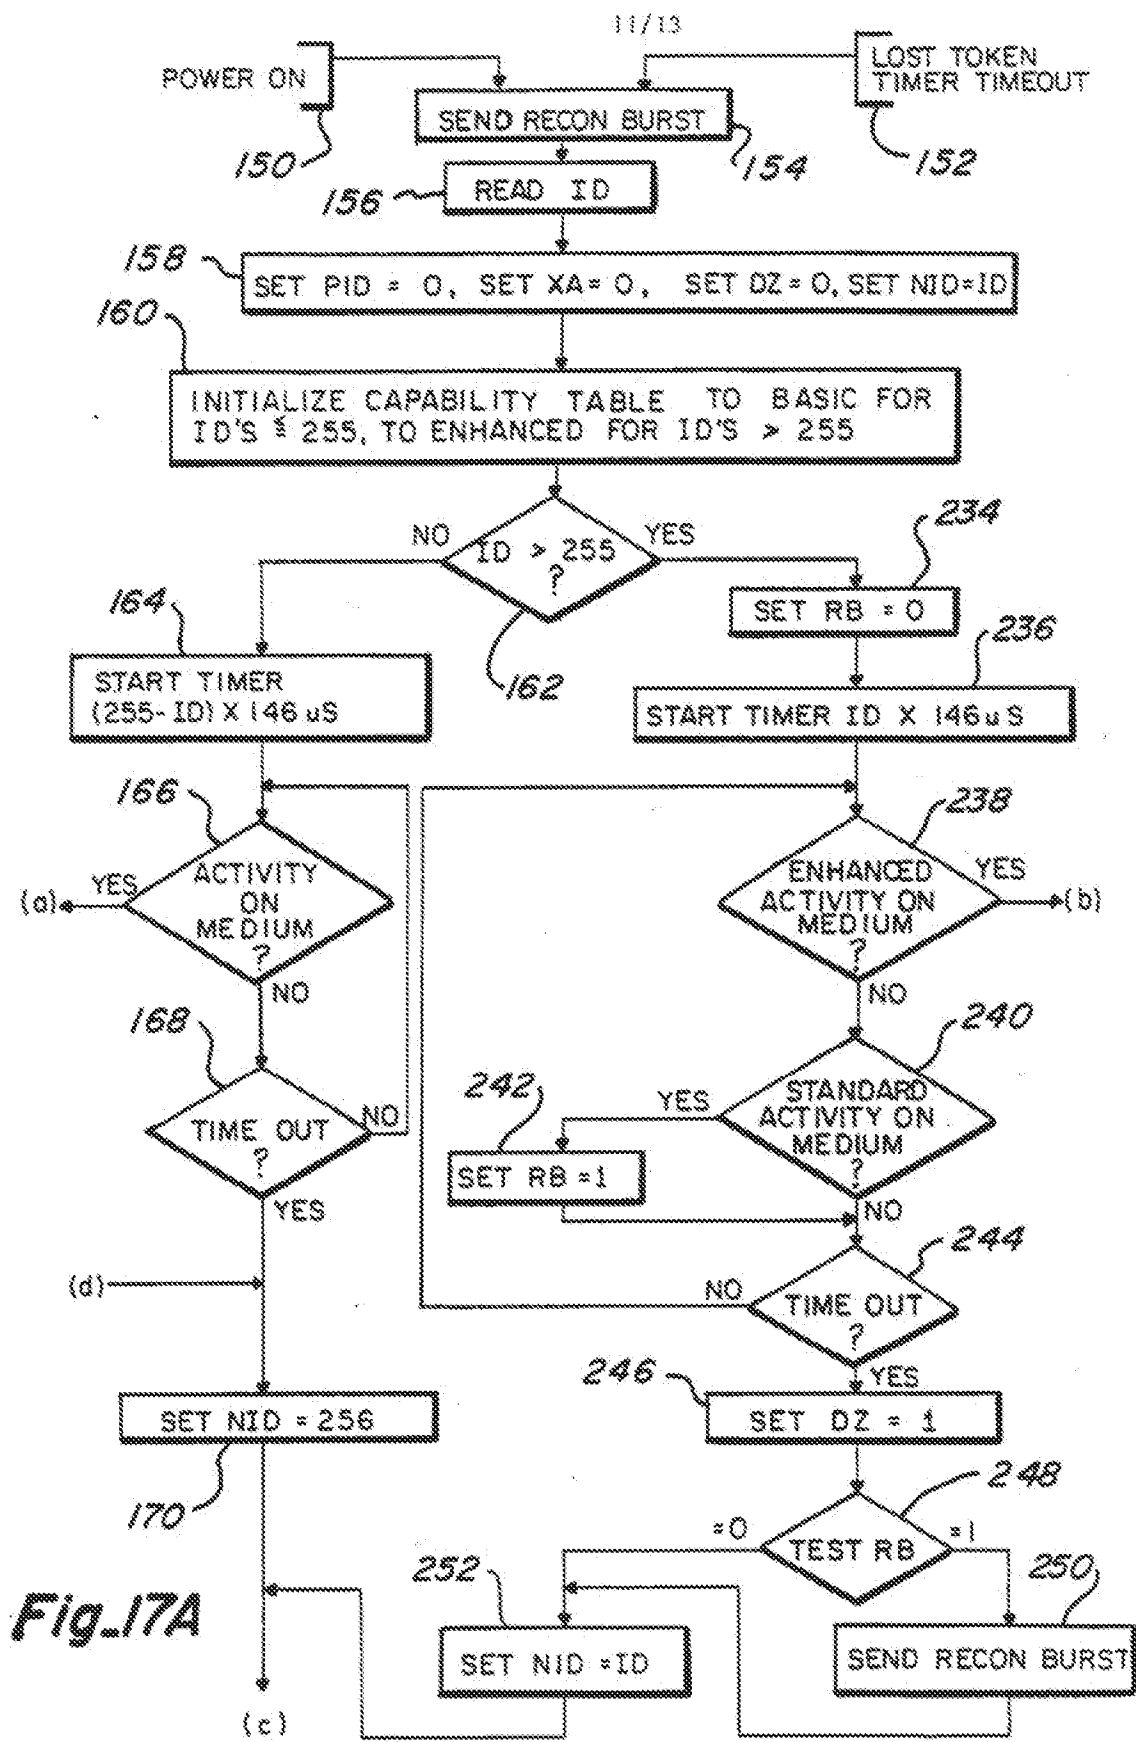 11/13
POWER ON
LOST TOKEN
TIMER TIMEOUT
SEND RECON BURST
150
154
152
156
READ ID
158
SET PID = 0, SET XA = 0, SET DZ = 0, SET NID = ID
160
INITIALIZE CAPABILITY TABLE TO BASIC FOR
ID'S ≤ 255, TO ENHANCED FOR ID'S > 255
NO
ID > 255
?
YES
234
164
SET RB = 0
162
236
START TIMER
(255-ID) X 146 uS
START TIMER ID X 146 uS
166
238
(a)
YES
ACTIVITY
ON
MEDIUM
?
NO
ENHANCED
ACTIVITY ON
MEDIUM
?
YES
(b)
NO
168
240
TIME OUT
?
NO
YES
242
YES
STANDARD
ACTIVITY ON
MEDIUM
?
NO
SET RB = 1
244
(d)
NO
TIME OUT
?
YES
246
SET NID = 256
SET DZ = 1
170
248
=0
TEST RB
=1
252
250
Fig_17A
SET NID = ID
SEND RECON BURST
(c)